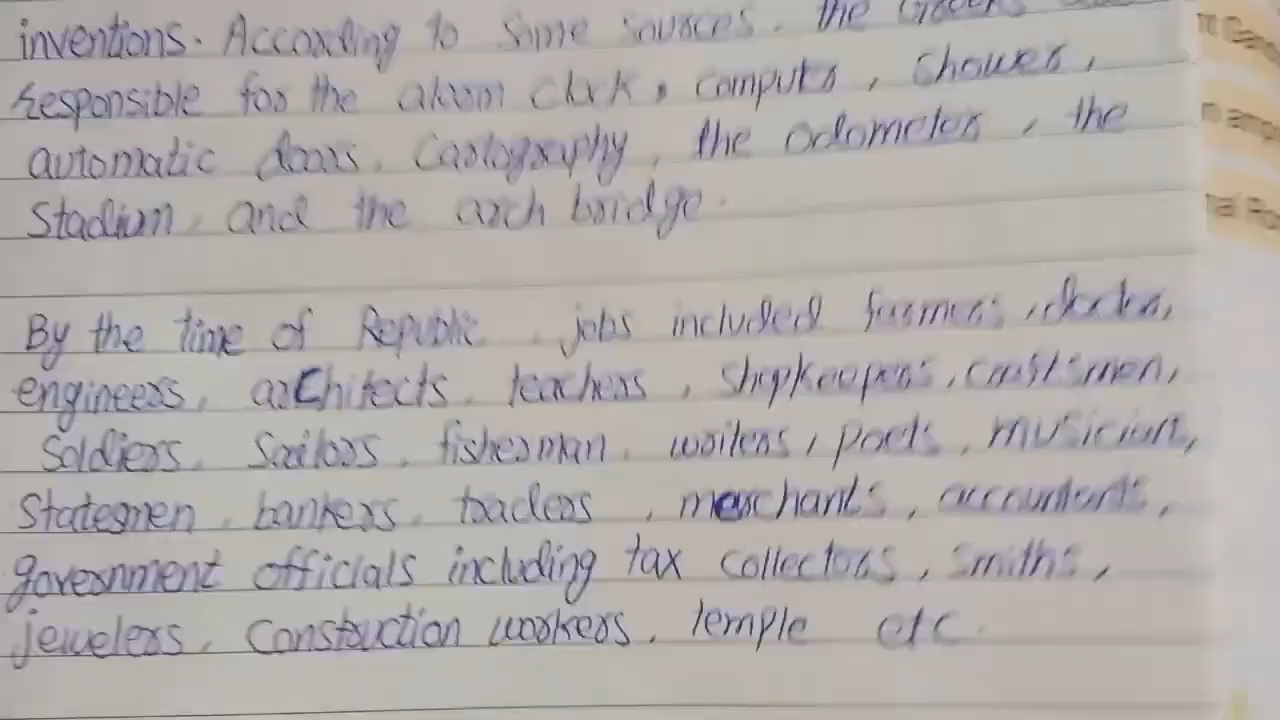 inventions. According to some sources, the Greeks
responsible for the alarm clock, computer, shower,
automatic doors, Cartography, the odometer, the
Stadium, and the arch bridge.
By the time of Republic, jobs included farmers, doctors,
engineers, architects, teachers, shopkeepers, craftsmen,
Soldiers, Sailors, fisherman, writers, poets, musician,
Statesmen, bankers, traders, merchants, accountants,
government officials including tax collectors, smiths,
jewelers, Construction workers, temple etc.